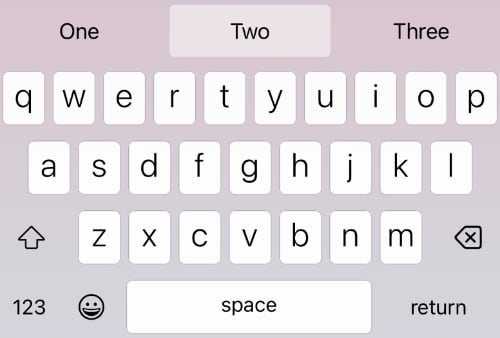 One Two Three
q w e r t y u i o p
a s d f g h j k l
z x c v b n m
123 space return